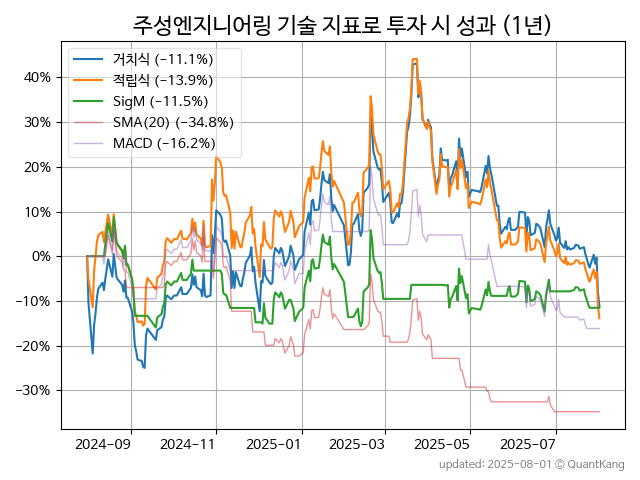 주성엔지니어링 기술 지표로 투자 시 성과 (1년)
거치식 (−11.1%)
적립식 (−13.9%)
SigM (−11.5%)
SMA(20) (−34.8%)
MACD (−16.2%)
40%
30%
20%
10%
0%
−10%
−20%
−30%
2024-09 2024-11 2025-01 2025-03 2025-05 2025-07
updated: 2025-08-01 © QuantKang